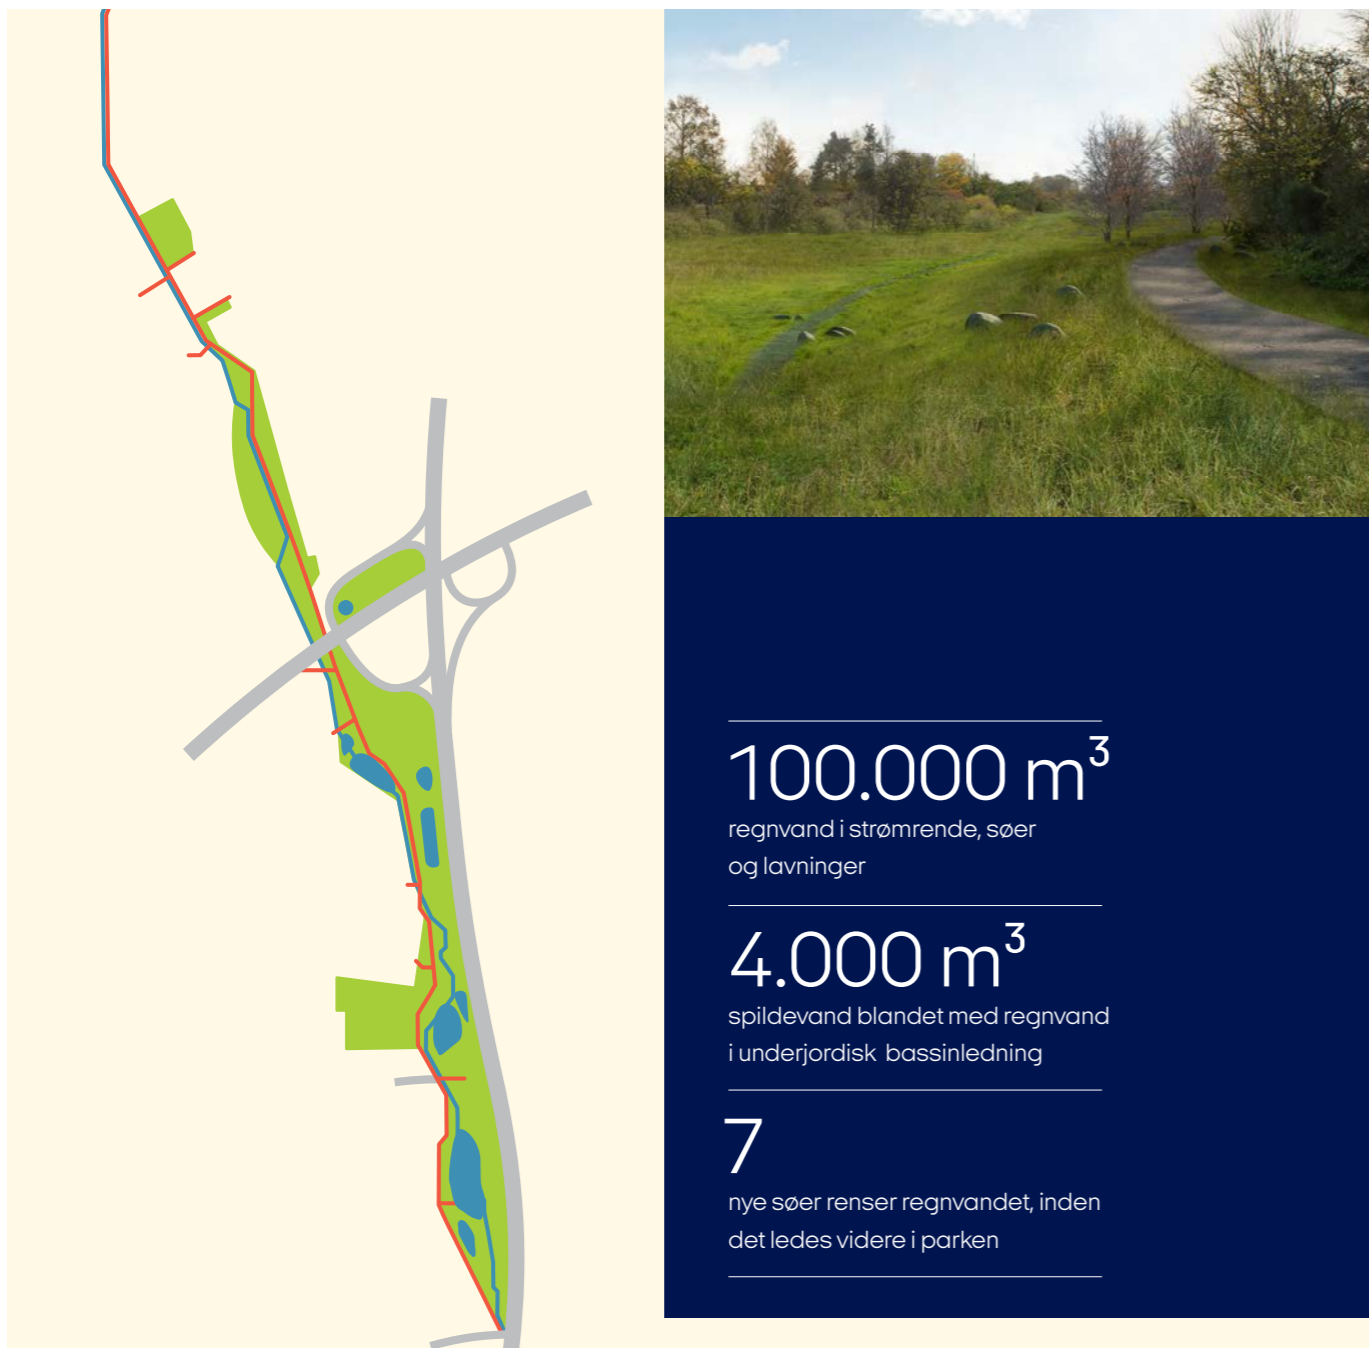 100.000 m³
regnvand i strømrende, søer
og lavninger
4.000 m³
spildevand blandet med regnvand
i underjordisk bassinledning
7
nye søer renser regnvandet, inden
det ledes videre i parken